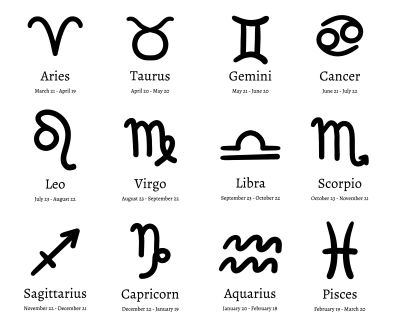 Aries Taurus Gemini Cancer
March 21 - April 19 April 20 - May 20 May 21 - June 20 June 21 - July 22
Leo Virgo Libra Scorpio
July 23 - August 22 August 23 - September 22 September 23 - October 22 October 23 - November 21
Sagittarius Capricorn Aquarius Pisces
November 22 - December 21 December 22 - January 19 January 20 - February 18 February 19 - March 20